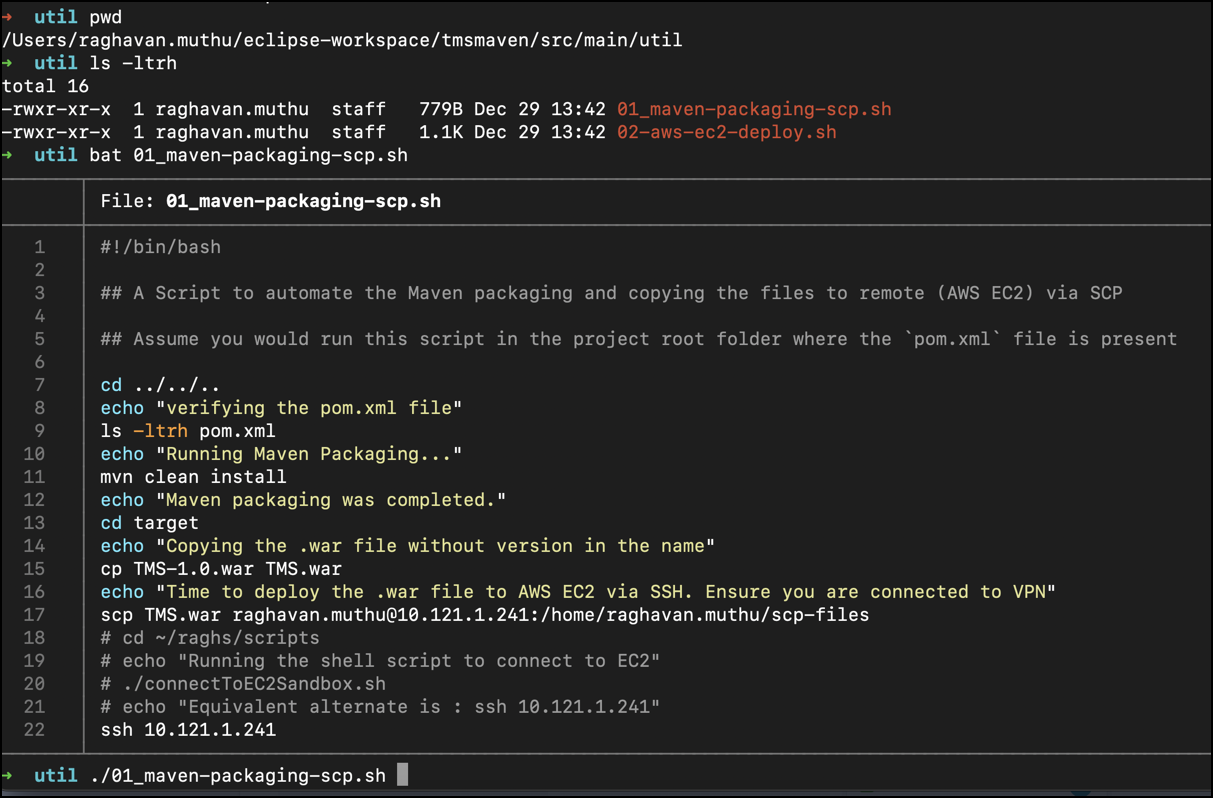 → util pwd
/Users/raghavan.muthu/eclipse-workspace/tmsmaven/src/main/util
→ util ls -ltrh
total 16
-rwxr-xr-x 1 raghavan.muthu staff 779B Dec 29 13:42 01_maven-packaging-scp.sh
-rwxr-xr-x 1 raghavan.muthu staff 1.1K Dec 29 13:42 02-aws-ec2-deploy.sh
→ util bat 01_maven-packaging-scp.sh
File: 01_maven-packaging-scp.sh
1 #!/bin/bash
2
3 ## A Script to automate the Maven packaging and copying the files to remote (AWS EC2) via SCP
4
5 ## Assume you would run this script in the project root folder where the `pom.xml` file is present
6
7 cd ../../..
8 echo "verifying the pom.xml file"
9 ls -ltrh pom.xml
10 echo "Running Maven Packaging..."
11 mvn clean install
12 echo "Maven packaging was completed."
13 cd target
14 echo "Copying the .war file without version in the name"
15 cp TMS-1.0.war TMS.war
16 echo "Time to deploy the .war file to AWS EC2 via SSH. Ensure you are connected to VPN"
17 scp TMS.war raghavan.muthu@10.121.1.241:/home/raghavan.muthu/scp-files
18 # cd ~/raghs/scripts
19 # echo "Running the shell script to connect to EC2"
20 # ./connectToEC2Sandbox.sh
21 # echo "Equivalent alternate is : ssh 10.121.1.241"
22 ssh 10.121.1.241
→ util ./01_maven-packaging-scp.sh